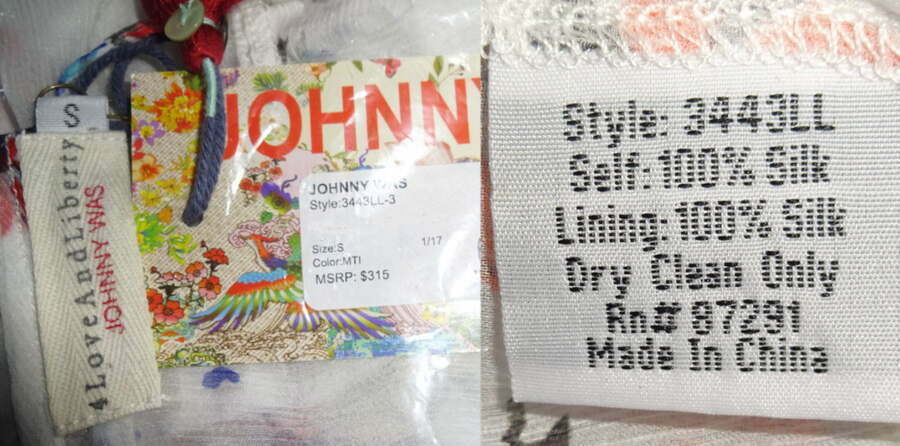 S
4LoveAndLiberty
JOHNNY WAS
JOHNNY
JOHNNY WAS
Style:3443LL-3
Size:S 1/17
Color:MTI
MSRP: $315
Style: 3443LL
Self: 100% Silk
Lining: 100% Silk
Dry Clean Only
Rn# 87291
Made In China